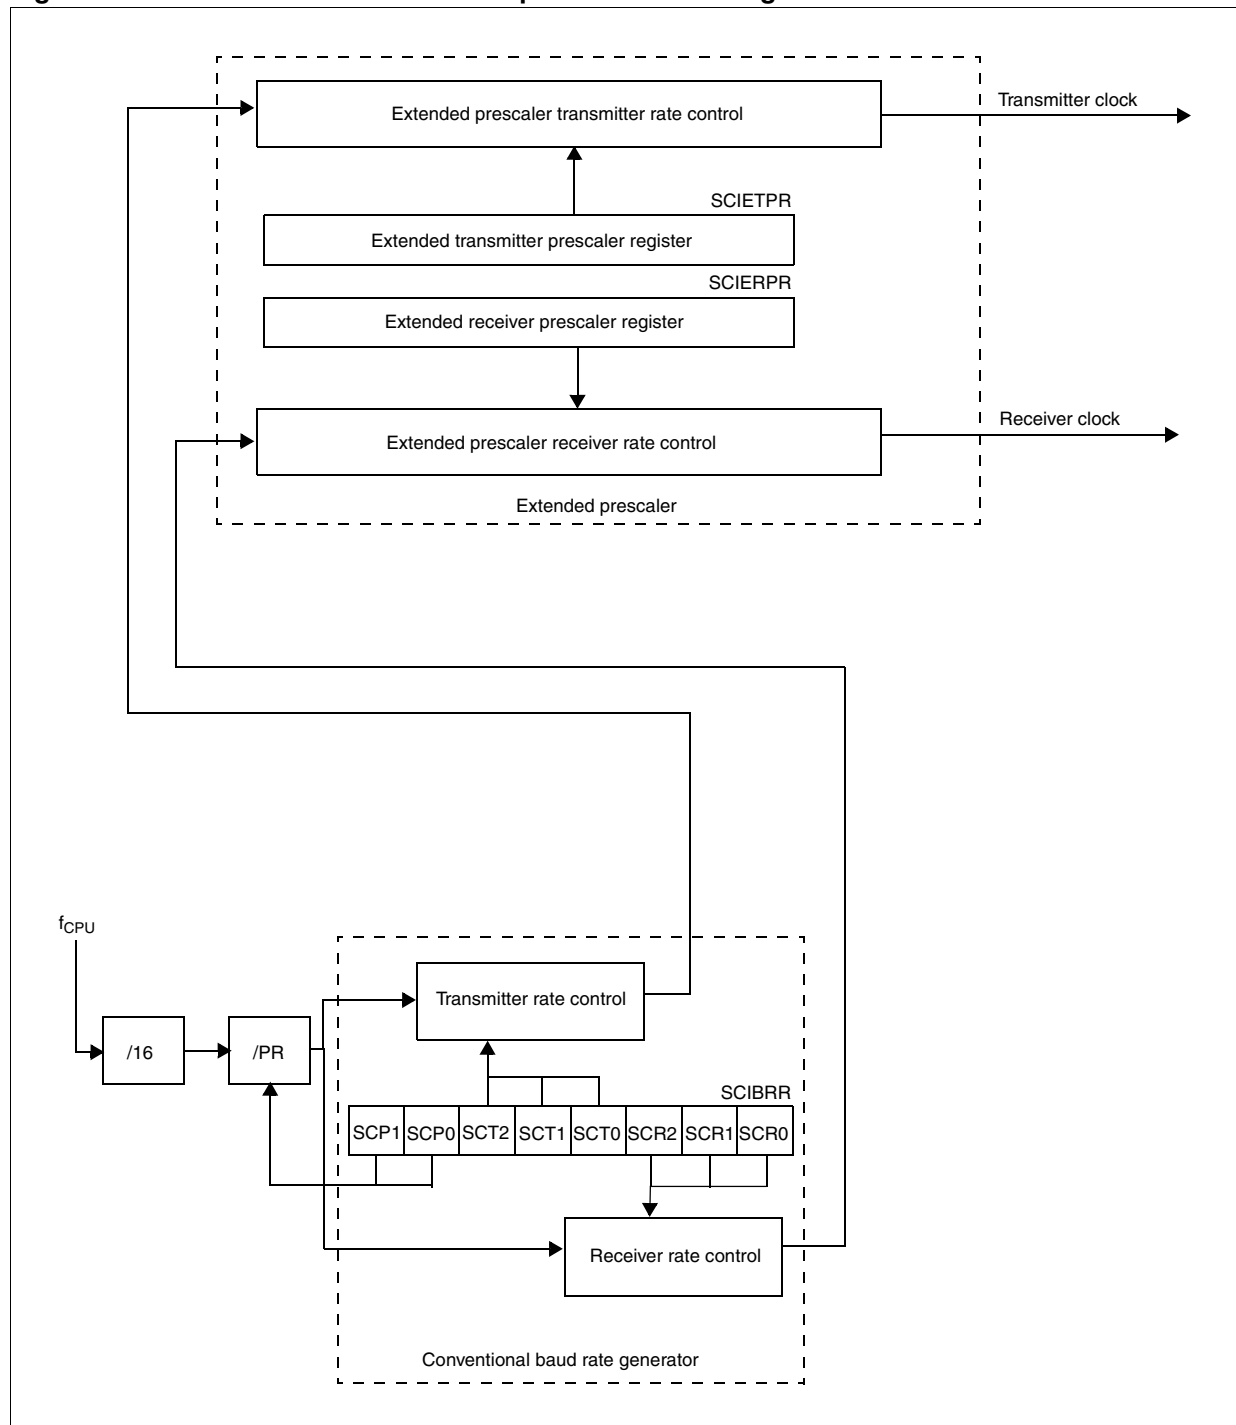 Transmitter clock
Extended prescaler transmitter rate control
SCIETPR
Extended transmitter prescaler register
SCIERPR
Extended receiver prescaler register
Receiver clock
Extended prescaler receiver rate control
Extended prescaler
fCPU
Transmitter rate control
/16
/PR
SCIBRR
SCP1 SCP0 SCT2 SCT1 SCT0 SCR2 SCR1 SCR0
Receiver rate control
Conventional baud rate generator